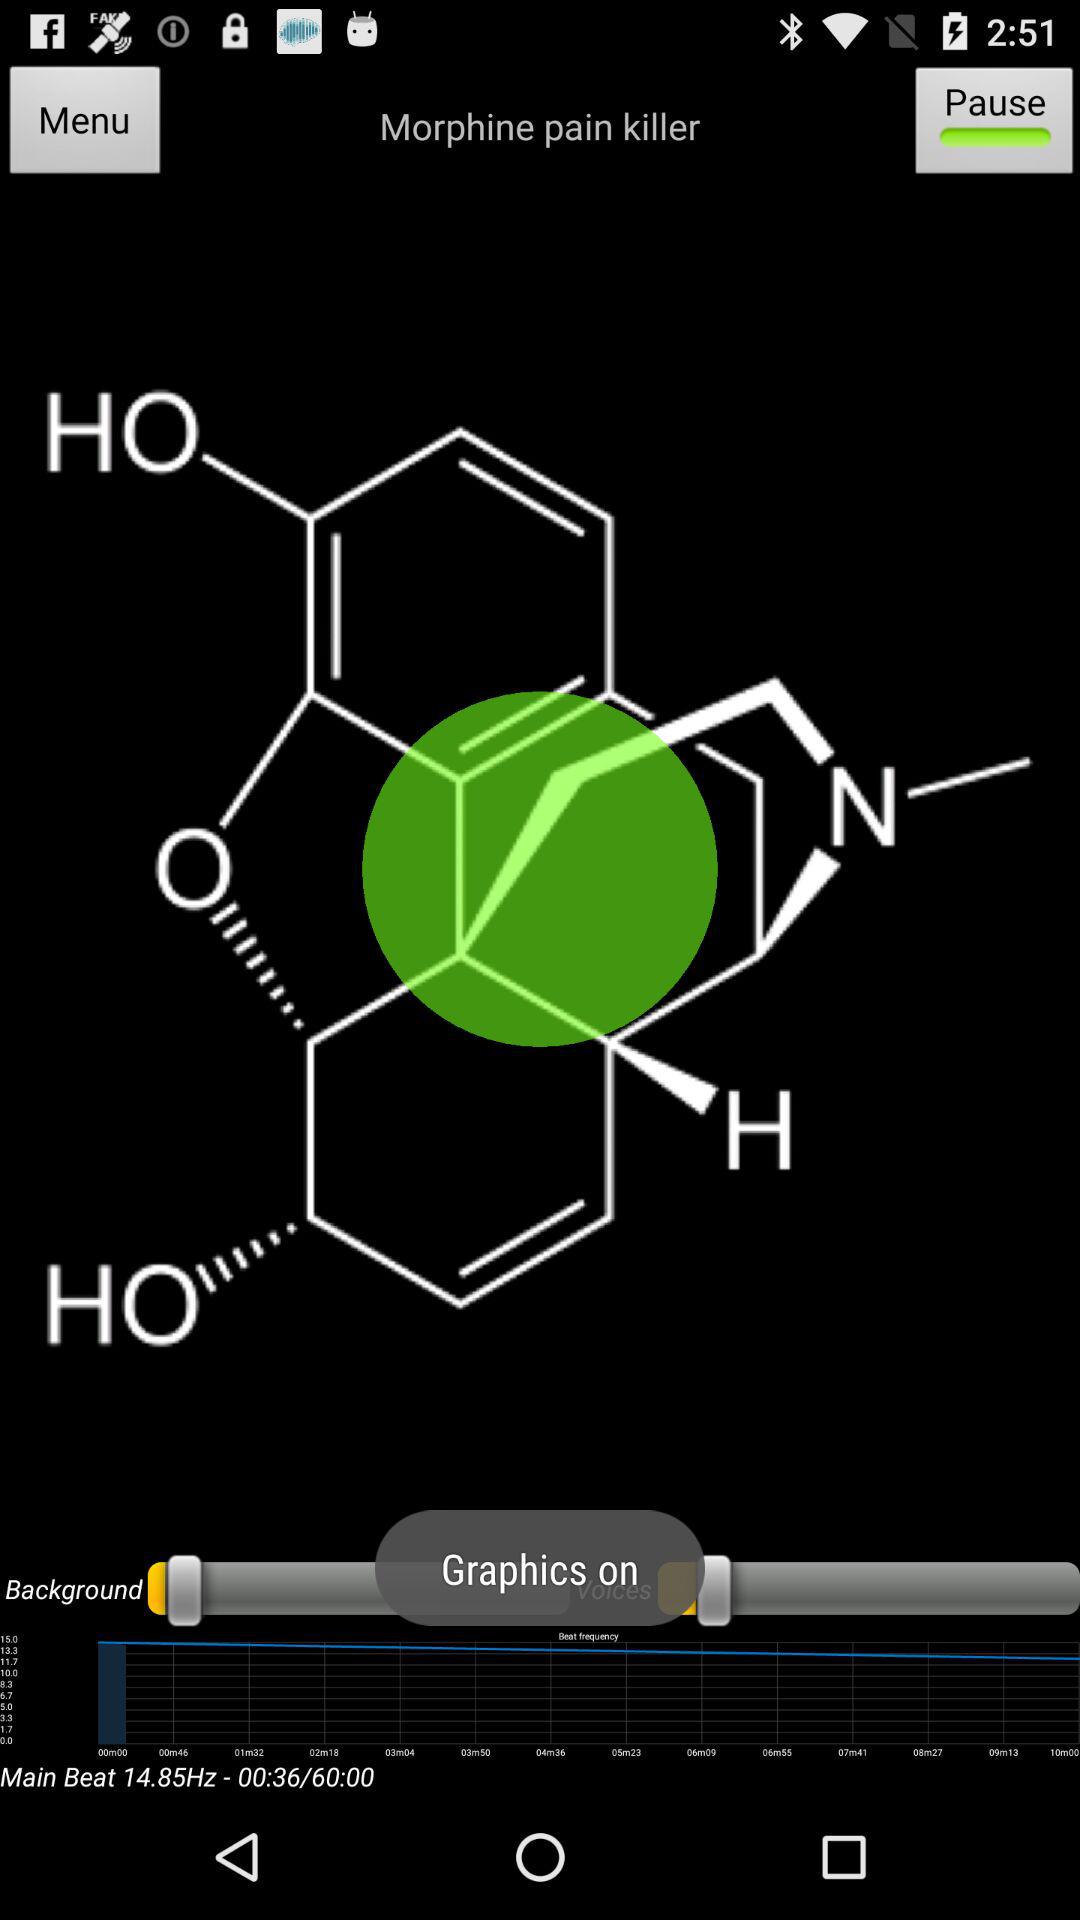 FAKE
2:51
Menu
Morphine pain killer
Pause
HO
N
O
H
HO
Graphics on
Background
Voices
Beat frequency
15.0
13.3
11.7
10.0
8.3
6.7
5.0
3.3
1.7
0.0
00m00 00m46 01m32 02m18 03m04 03m50 04m36 05m23 06m09 06m55 07m41 08m27 09m13 10m00
Main Beat 14.85Hz - 00:36/60:00